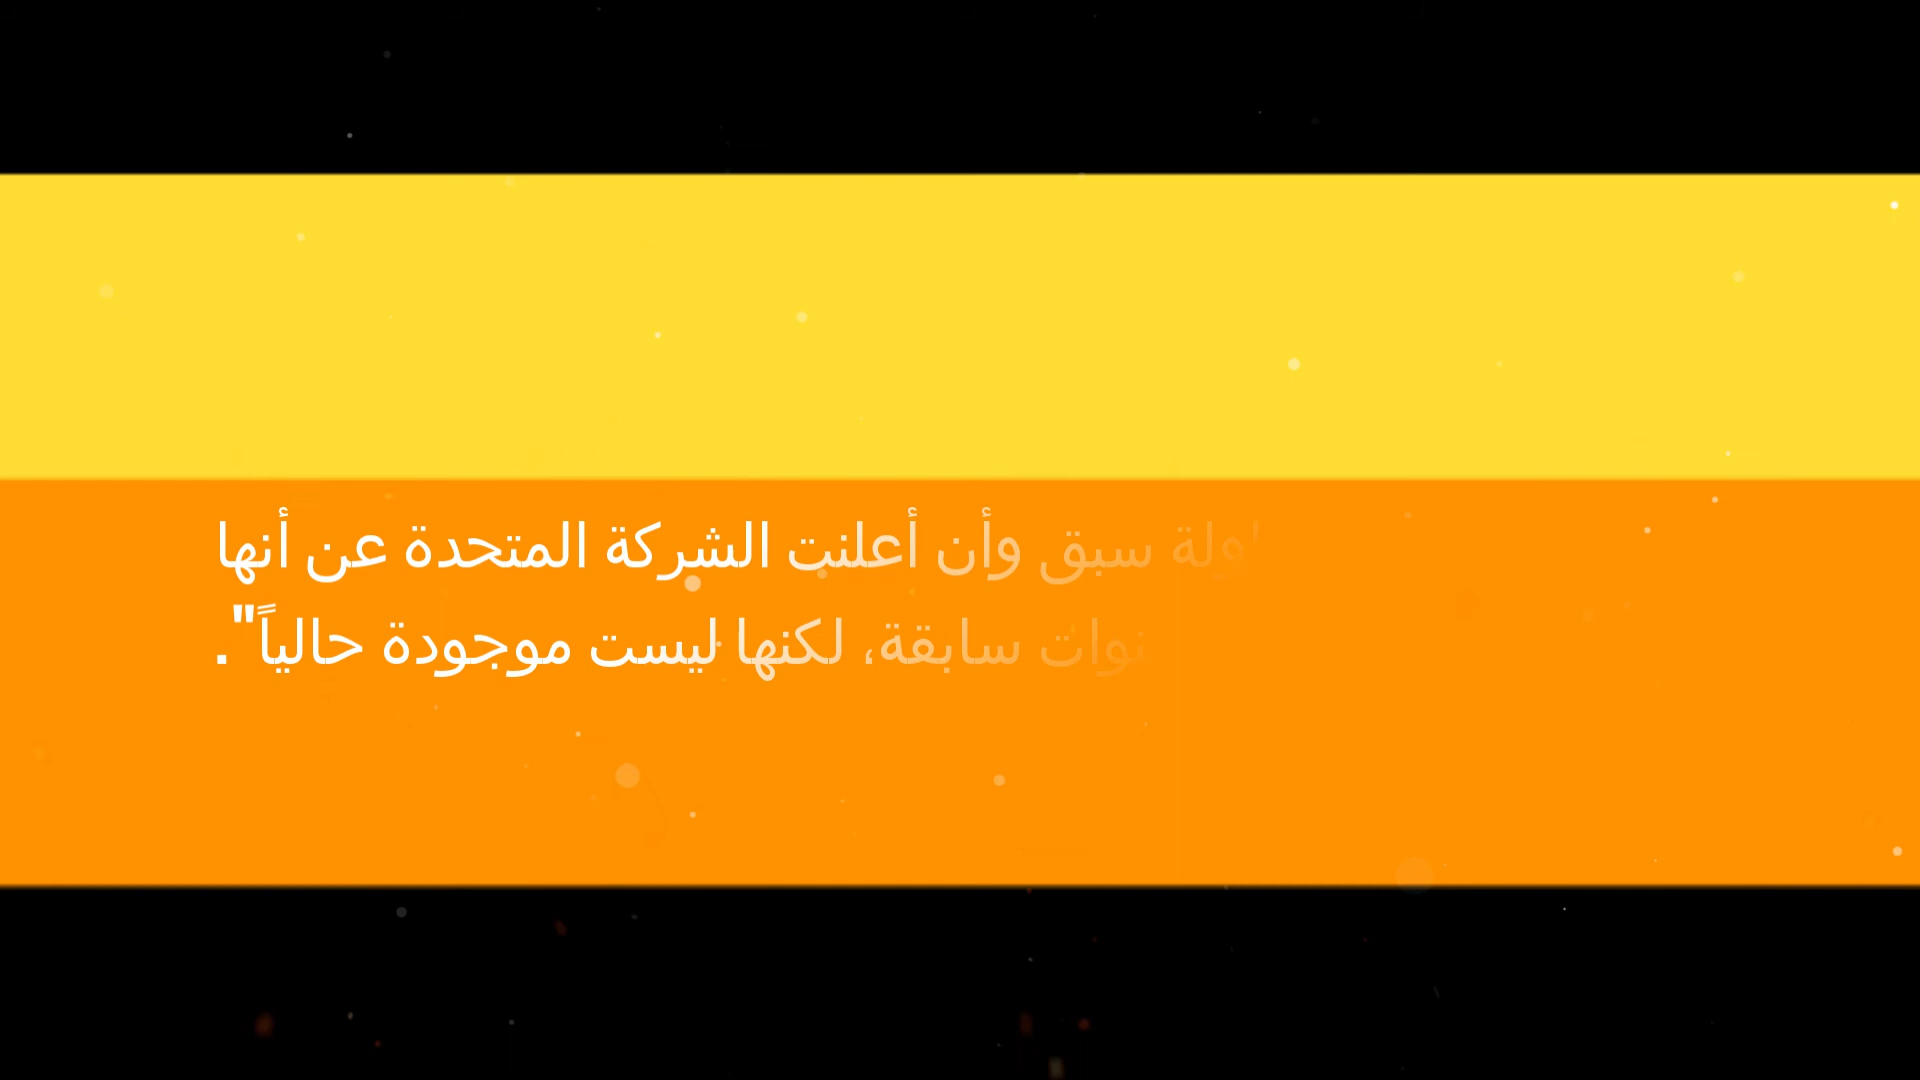 سبق وأن أعلنت الشركة المتحدة عن أنها
سابقة، لكنها ليست موجودة حالياً".